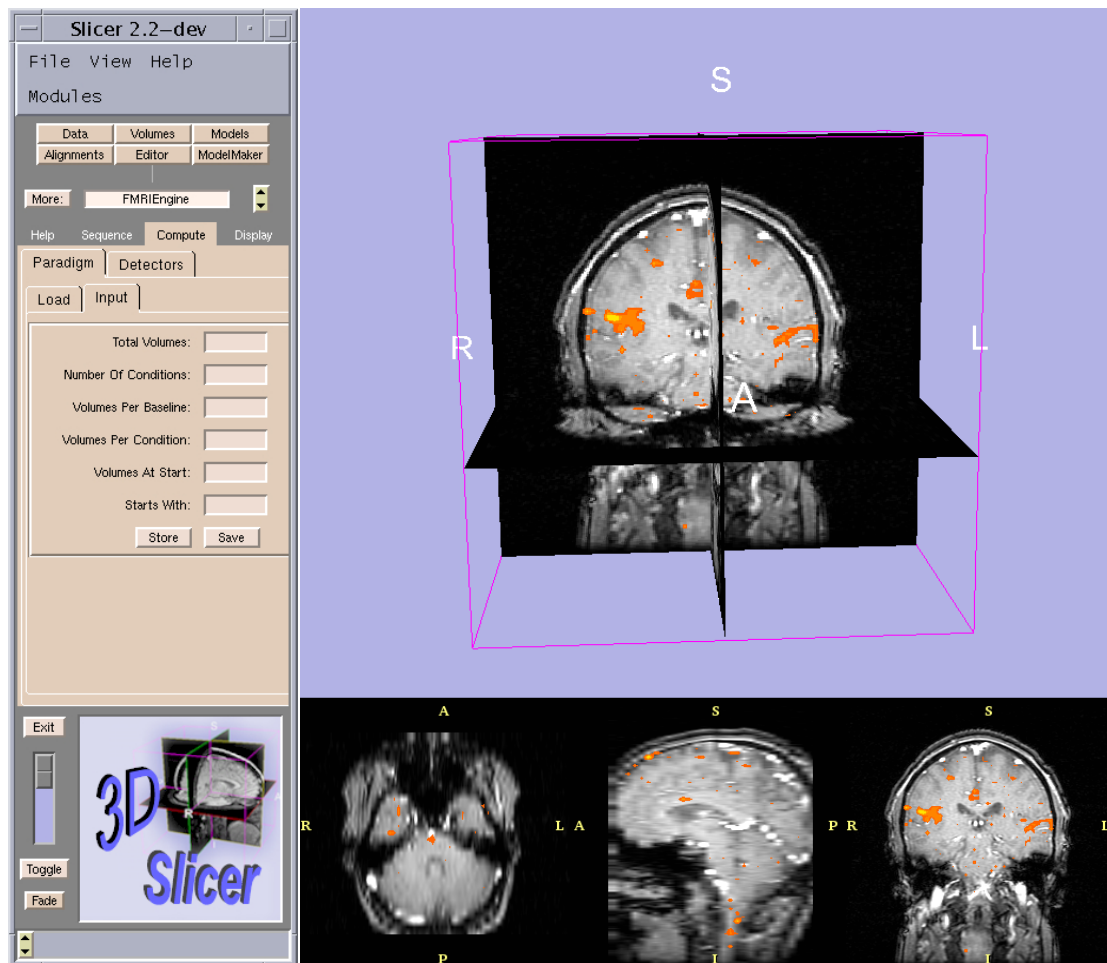 Slicer 2.2-dev
File View Help
Modules
Data Volumes Models
Alignments Editor ModelMaker
More: FMRIEngine
Help Sequence Compute Display
Paradigm Detectors
Load Input
Total Volumes:
Number Of Conditions:
Volumes Per Baseline:
Volumes Per Condition:
Volumes At Start:
Starts With:
Store Save
Exit
Toggle
Fade
S
A
R
I
3D
Slicer
S
R
L
A
A
R
L
P
S
A
P
I
S
R
L
I